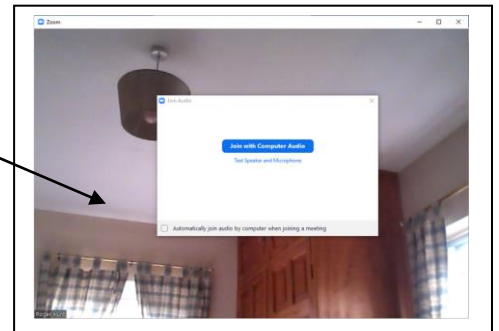 Zoom
Join Audio
Join with Computer Audio
Test Speaker and Microphone
Automatically join audio by computer when joining a meeting